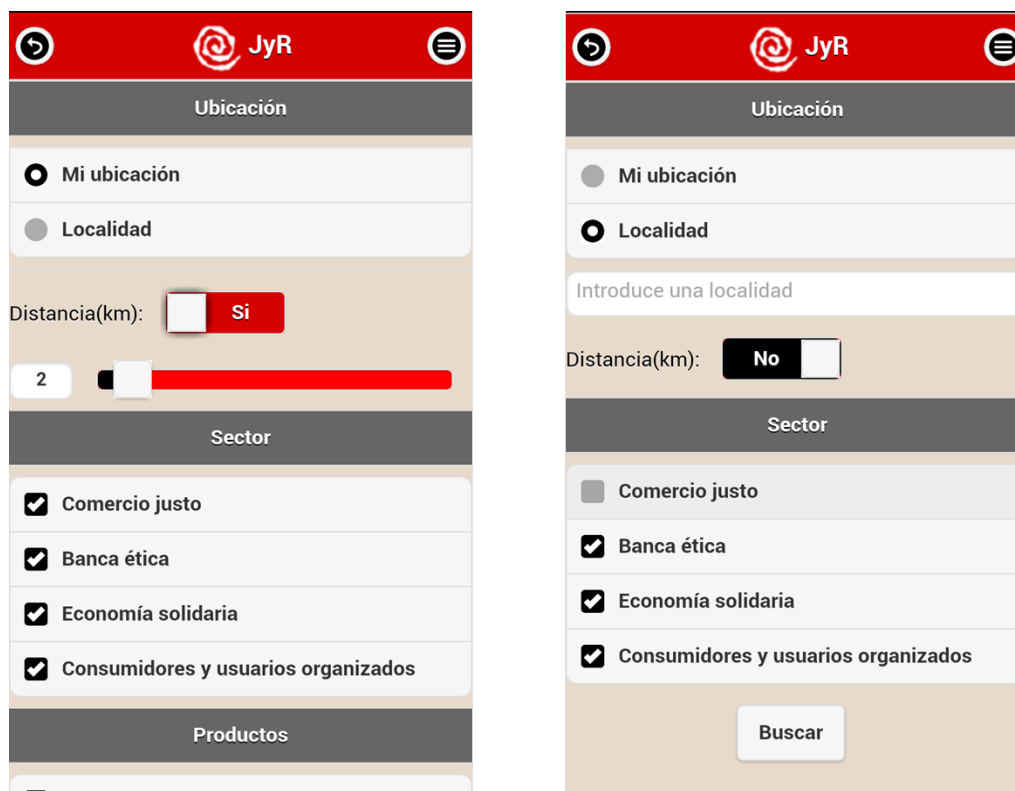 JyR
Ubicación
Mi ubicación
Localidad
Distancia(km): Si
2
Sector
Comercio justo
Banca ética
Economía solidaria
Consumidores y usuarios organizados
Productos
JyR
Ubicación
Mi ubicación
Localidad
Introduce una localidad
Distancia(km): No
Sector
Comercio justo
Banca ética
Economía solidaria
Consumidores y usuarios organizados
Buscar